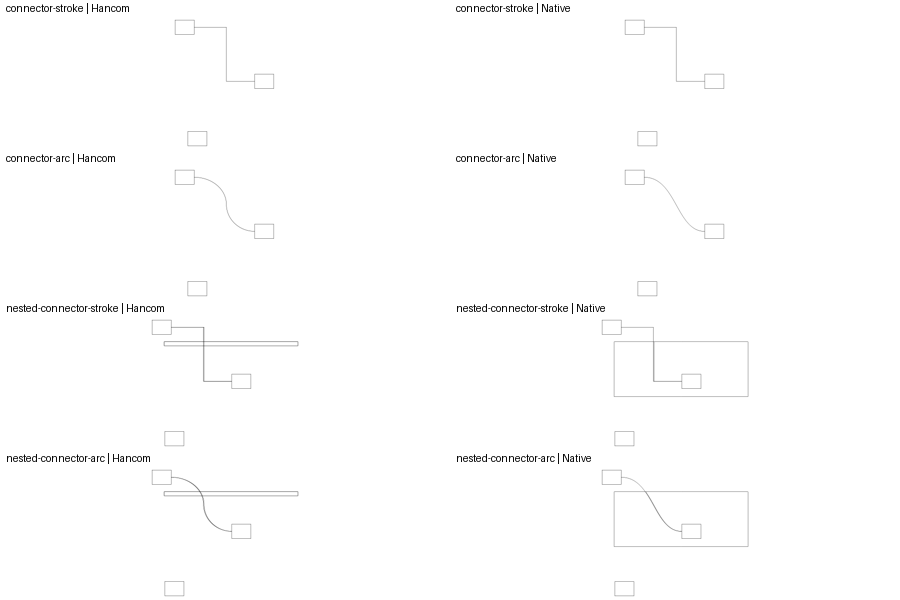 connector-stroke | Hancom
connector-stroke | Native
connector-arc | Hancom
connector-arc | Native
nested-connector-stroke | Hancom
nested-connector-stroke | Native
nested-connector-arc | Hancom
nested-connector-arc | Native